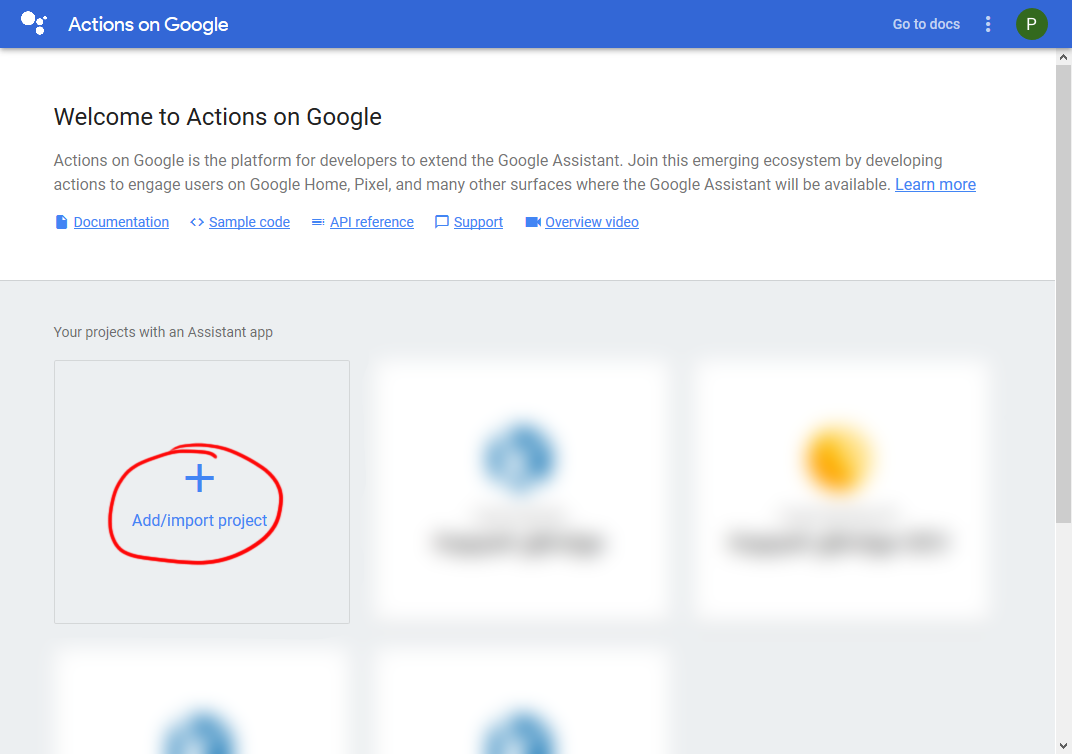 Actions on Google
Go to docs
P
Welcome to Actions on Google
Actions on Google is the platform for developers to extend the Google Assistant. Join this emerging ecosystem by developing
actions to engage users on Google Home, Pixel, and many other surfaces where the Google Assistant will be available. Learn more
Documentation
<> Sample code
API reference
Support
Overview video
Your projects with an Assistant app
+
Add/import project